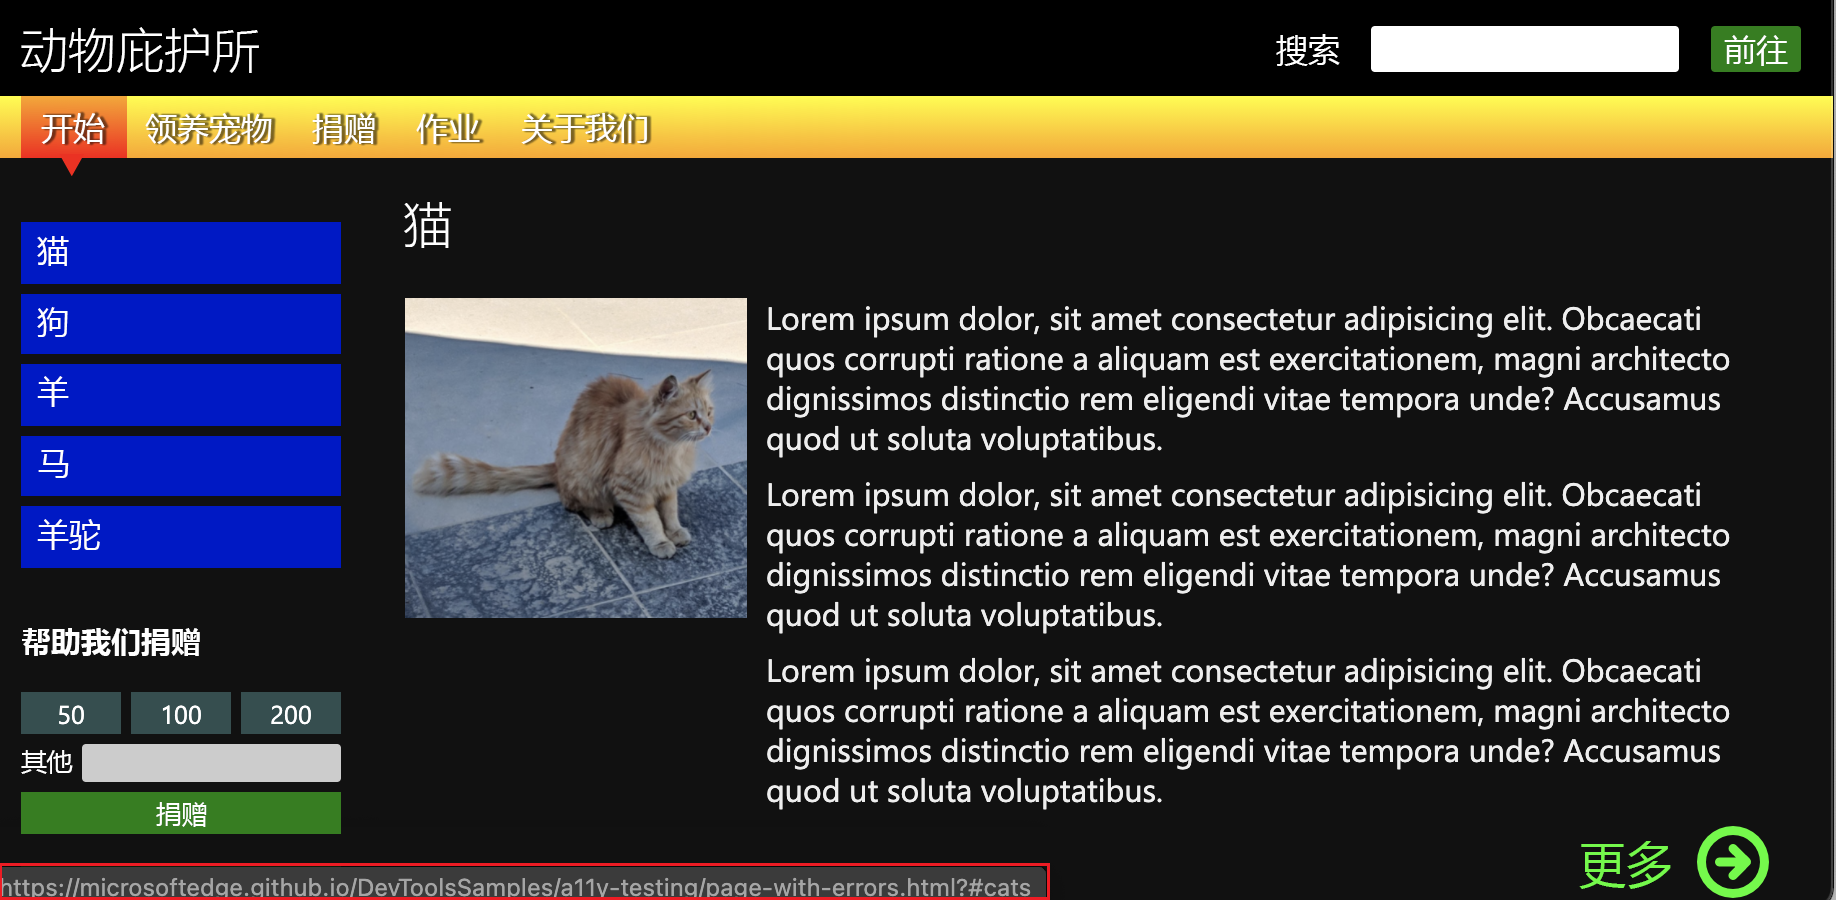 动物庇护所
搜索
前往
开始 领养宠物 捐赠 作业 关于我们
猫
狗
羊
马
羊驼
帮助我们捐赠
50 100 200
其他
捐赠
猫
Lorem ipsum dolor, sit amet consectetur adipisicing elit. Obcaecati
quos corrupti ratione a aliquam est exercitationem, magni architecto
dignissimos distinctio rem eligendi vitae tempora unde? Accusamus
quod ut soluta voluptatibus.
Lorem ipsum dolor, sit amet consectetur adipisicing elit. Obcaecati
quos corrupti ratione a aliquam est exercitationem, magni architecto
dignissimos distinctio rem eligendi vitae tempora unde? Accusamus
quod ut soluta voluptatibus.
Lorem ipsum dolor, sit amet consectetur adipisicing elit. Obcaecati
quos corrupti ratione a aliquam est exercitationem, magni architecto
dignissimos distinctio rem eligendi vitae tempora unde? Accusamus
quod ut soluta voluptatibus.
更多
https://microsoftedge.github.io/DevToolsSamples/a11y-testing/page-with-errors.html?#cats